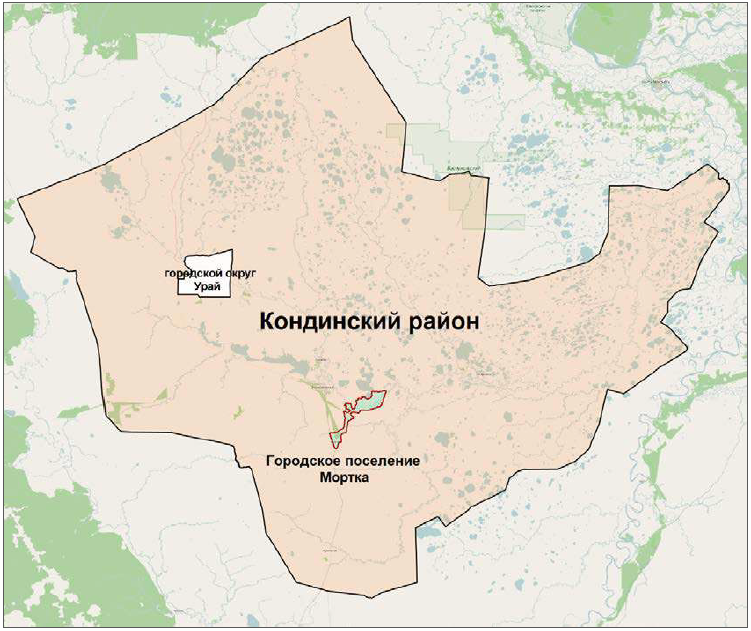 городской округ
Урай
Кондинский район
Городское поселение
Мортка